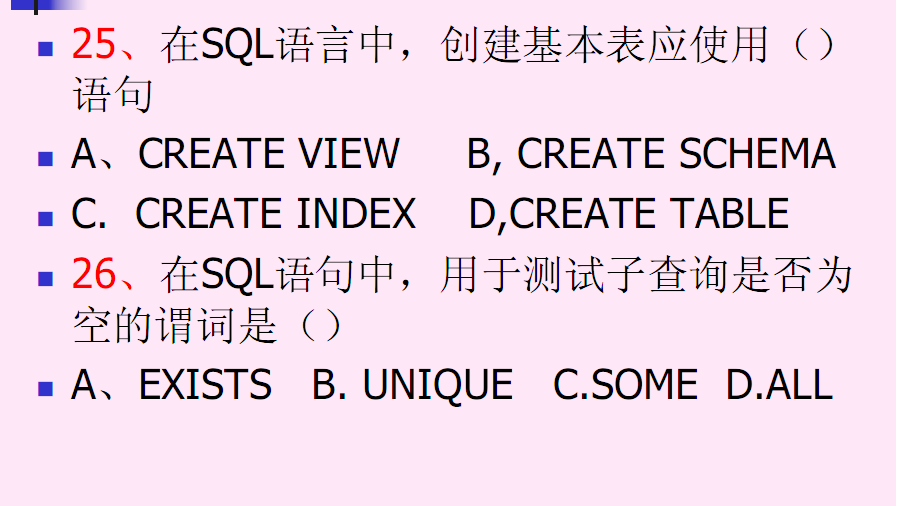 25、在SQL语言中，创建基本表应使用（）
语句
A、CREATE VIEW B, CREATE SCHEMA
C. CREATE INDEX D,CREATE TABLE
26、在SQL语句中，用于测试子查询是否为
空的谓词是（）
A、EXISTS B. UNIQUE C.SOME D.ALL